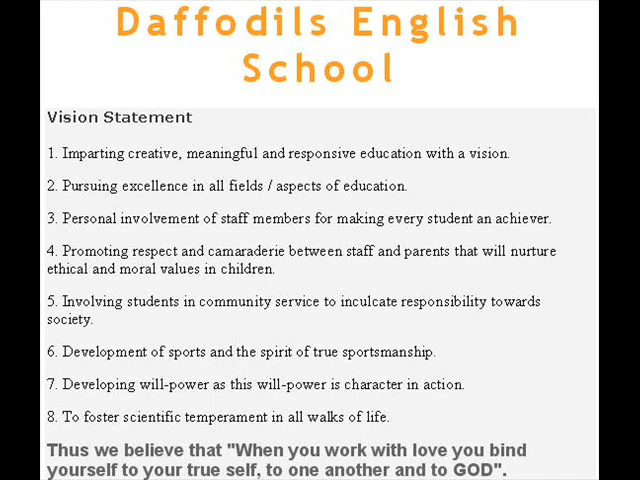 Daffodils English
School
Vision Statement
1. Imparting creative, meaningful and responsive education with a vision.
2. Pursuing excellence in all fields / aspects of education.
3. Personal involvement of staff members for making every student an achiever.
4. Promoting respect and camaraderie between staff and parents that will nurture
ethical and moral values in children.
5. Involving students in community service to inculcate responsibility towards
society.
6. Development of sports and the spirit of true sportsmanship.
7. Developing will-power as this will-power is character in action.
8. To foster scientific temperament in all walks of life.
Thus we believe that "When you work with love you bind
yourself to your true self, to one another and to GOD".